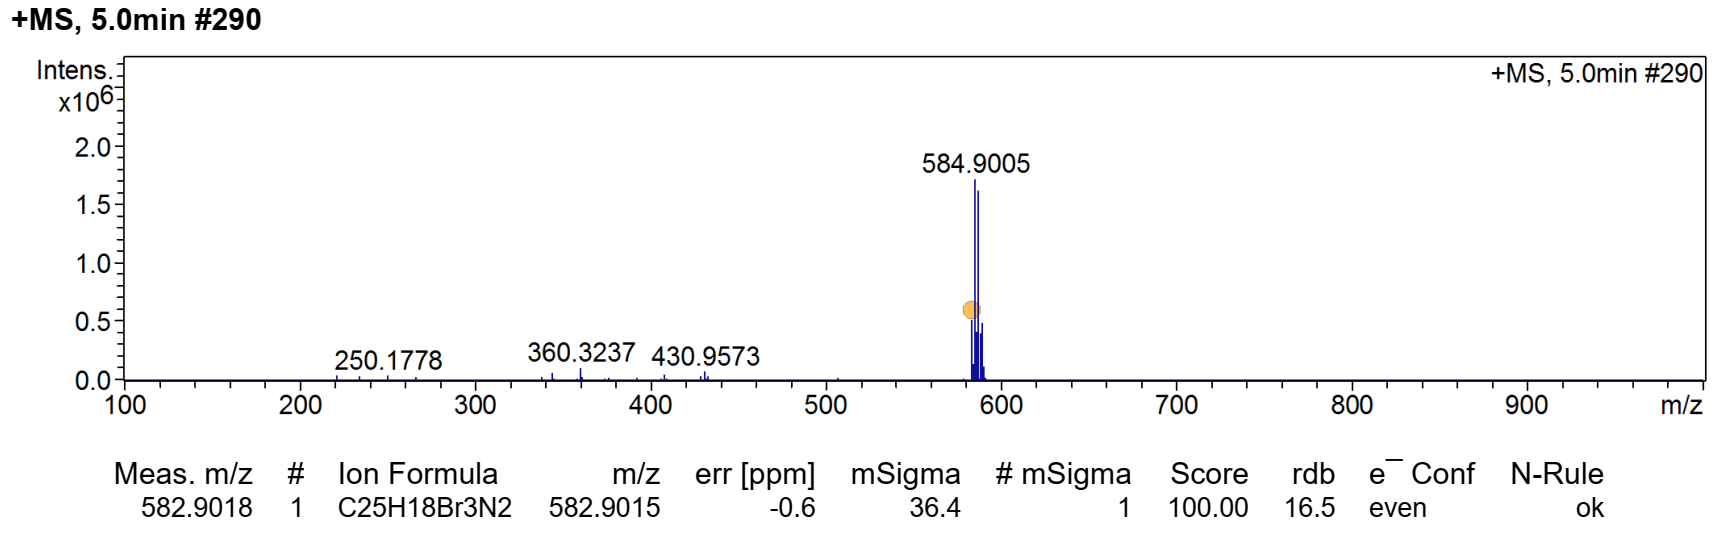 +MS, 5.0min #290
Intens.
x10⁶
+MS, 5.0min #290
2.0
584.9005
1.5
1.0
0.5
250.1778 360.3237 430.9573
0.0
100 200 300 400 500 600 700 800 900 m/z
Meas. m/z # Ion Formula m/z err [ppm] mSigma # mSigma Score rdb e¯ Conf N-Rule
582.9018 1 C25H18Br3N2 582.9015 -0.6 36.4 1 100.00 16.5 even ok